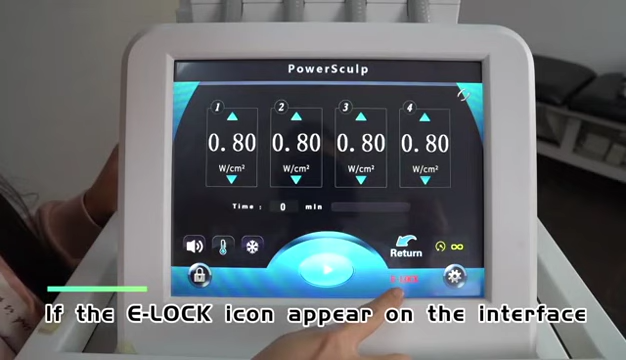 PowerSculp
1 2 3 4
0.80 0.80 0.80 0.80
W/cm² W/cm² W/cm² W/cm²
Time : 0 min
Return
E-LOCK
If the E-LOCK icon appear on the interface